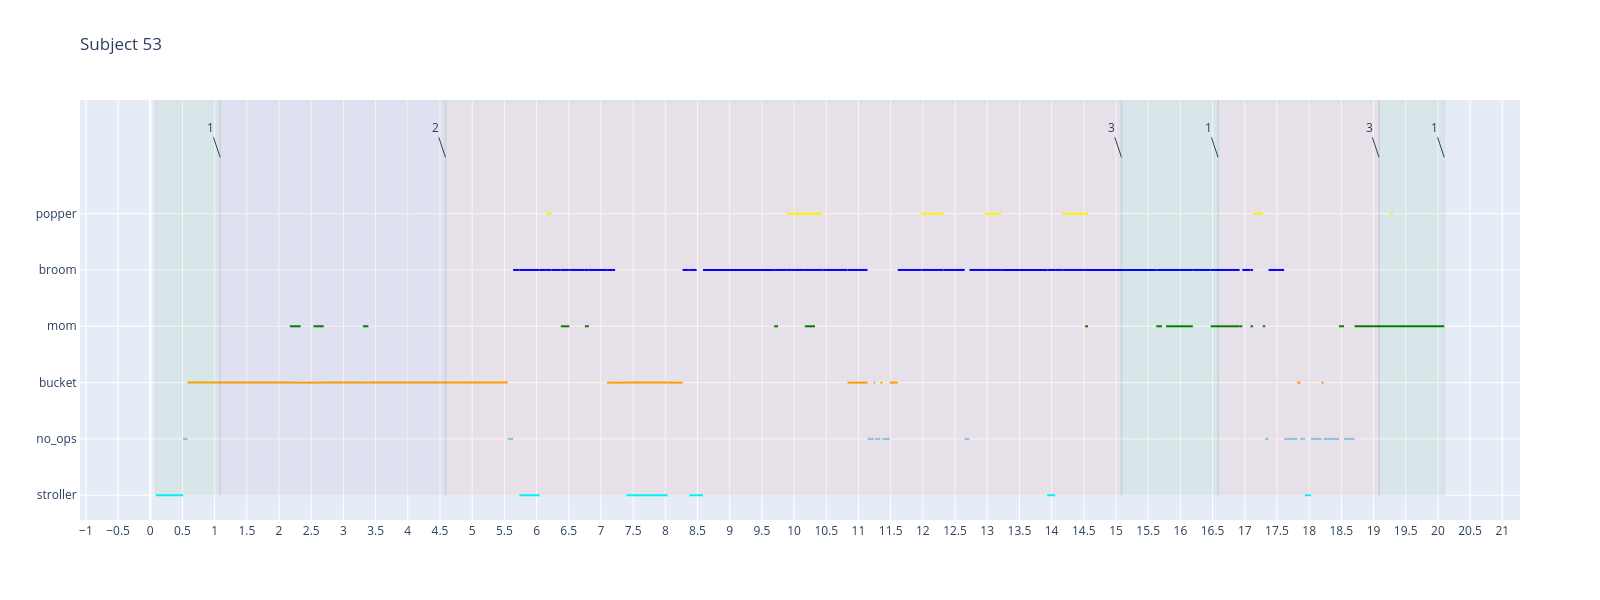 Subject 53
1 2 3 1 3 1
popper
broom
mom
bucket
no_ops
stroller
−1 −0.5 0 0.5 1 1.5 2 2.5 3 3.5 4 4.5 5 5.5 6 6.5 7 7.5 8 8.5 9 9.5 10 10.5 11 11.5 12 12.5 13 13.5 14 14.5 15 15.5 16 16.5 17 17.5 18 18.5 19 19.5 20 20.5 21